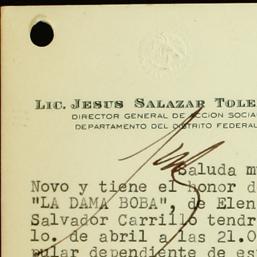 LIC. JESUS SALAZAR TOLE
DIRECTOR GENERAL DE ACCION SOCIA
DEPARTAMENTO DEL DISTRITO FEDERAL
Saluda m
Novo y tiene el honor d
"LA DAMA BOBA", de Elen
Salvador Carrillo tendr
lo. de abril a las 21.0
pular dependiente de es